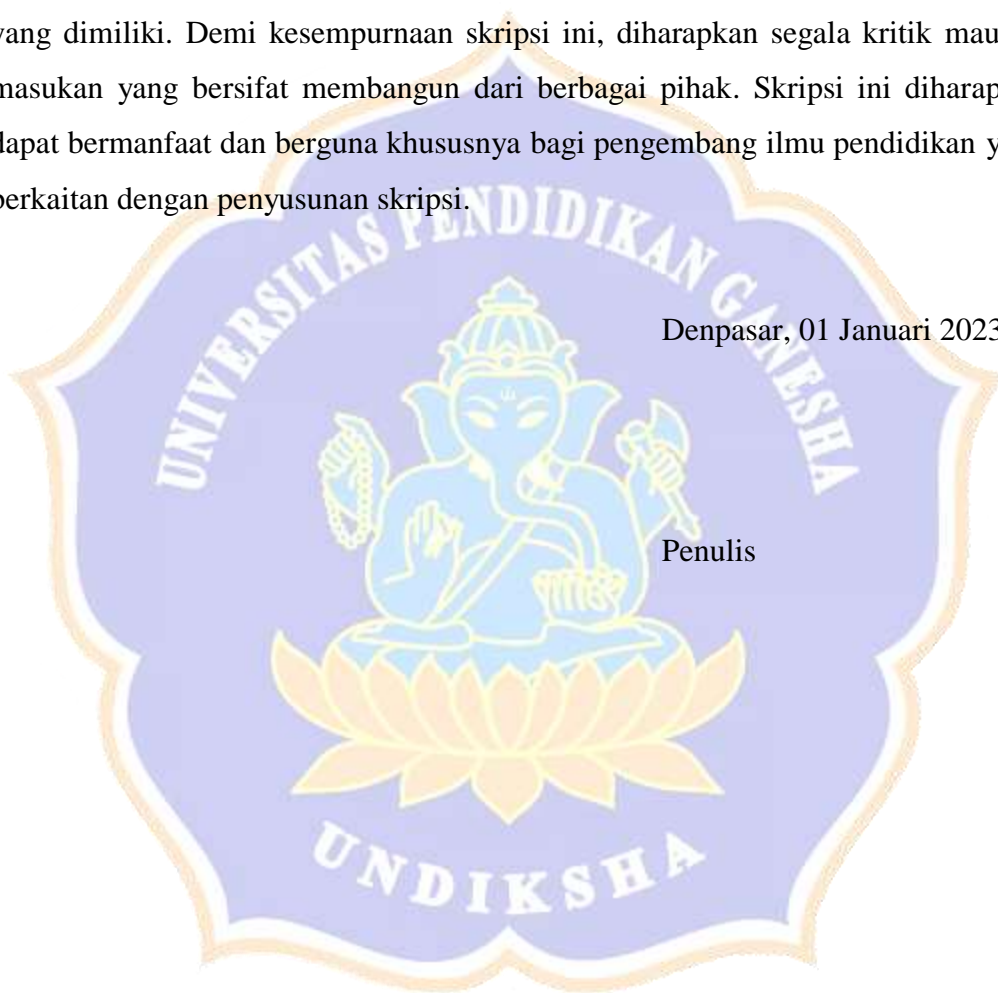 yang dimiliki. Demi kesempurnaan skripsi ini, diharapkan segala kritik mau
masukan yang bersifat membangun dari berbagai pihak. Skripsi ini diharap
dapat bermanfaat dan berguna khususnya bagi pengembang ilmu pendidikan y
berkaitan dengan penyusunan skripsi.
UNIVERSITAS PENDIDIKAN GANESHA
Denpasar, 01 Januari 2023
Penulis
UNDIKSHA